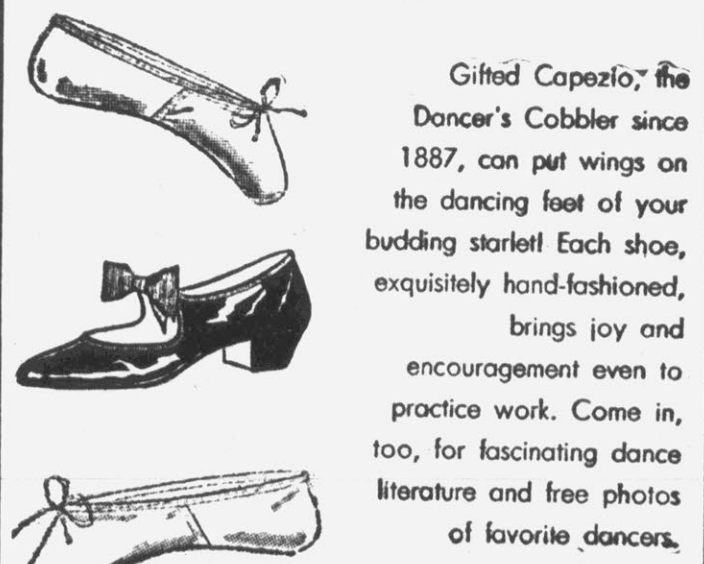 Gifted Capezio, the
Dancer's Cobbler since
1887, can put wings on
the dancing feet of your
budding starlet! Each shoe,
exquisitely hand-fashioned,
brings joy and
encouragement even to
practice work. Come in,
too, for fascinating dance
literature and free photos
of favorite dancers.